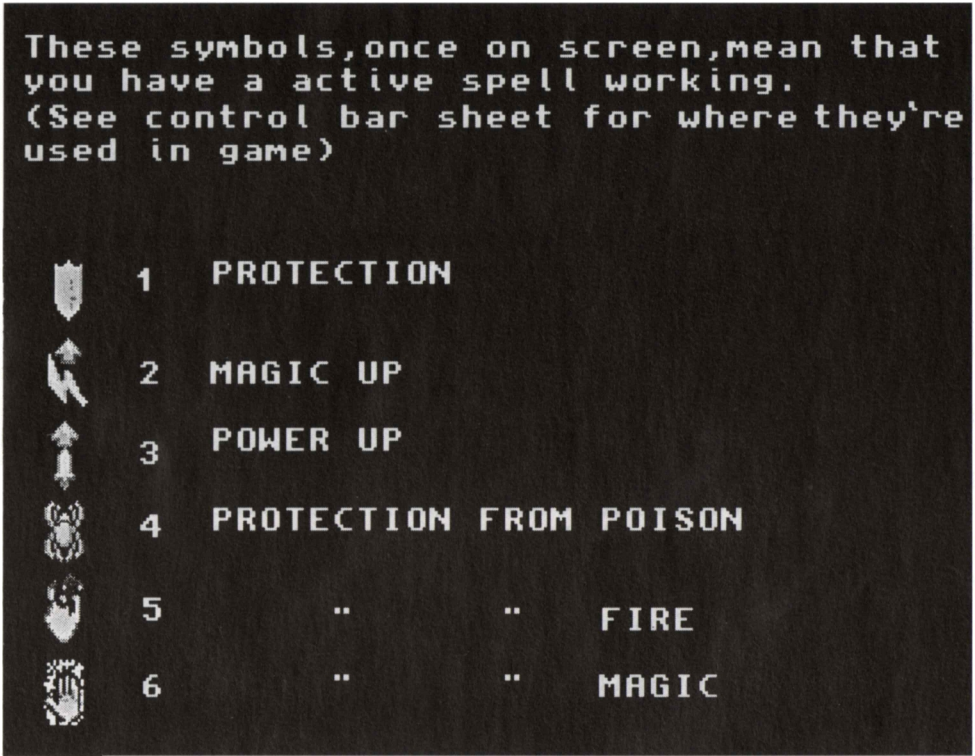 These symbols,once on screen,mean that
you have a active spell working.
(See control bar sheet for where they're
used in game)
1 PROTECTION
2 MAGIC UP
3 POWER UP
4 PROTECTION FROM POISON
5 " " FIRE
6 " " MAGIC